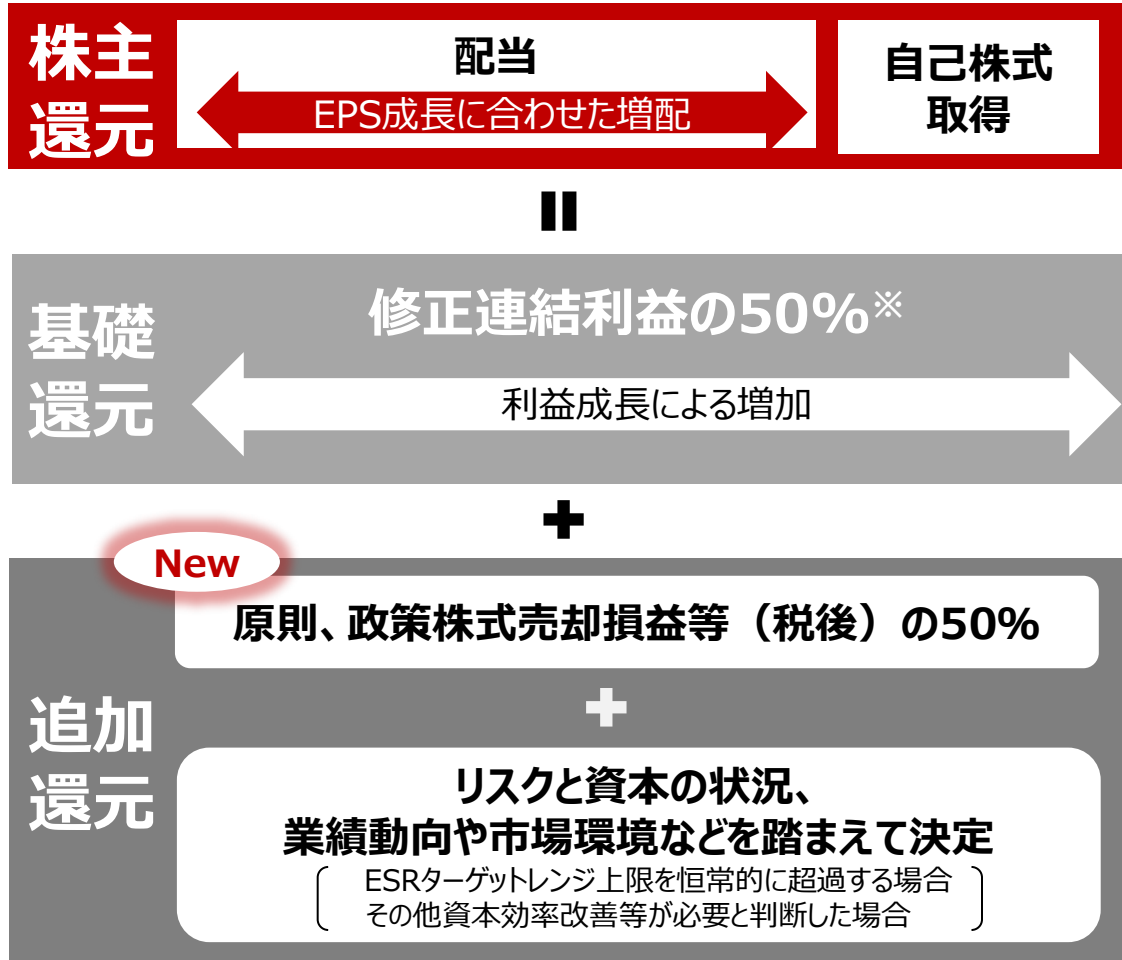 株主
還元
配当
EPS成長に合わせた増配
自己株式
取得
基礎
還元
修正連結利益の50%※
利益成長による増加
New
原則、政策株式売却損益等（税後）の50%
追加
還元
リスクと資本の状況、
業績動向や市場環境などを踏まえて決定
ESRターゲットレンジ上限を恒常的に超過する場合
その他資本効率改善等が必要と判断した場合